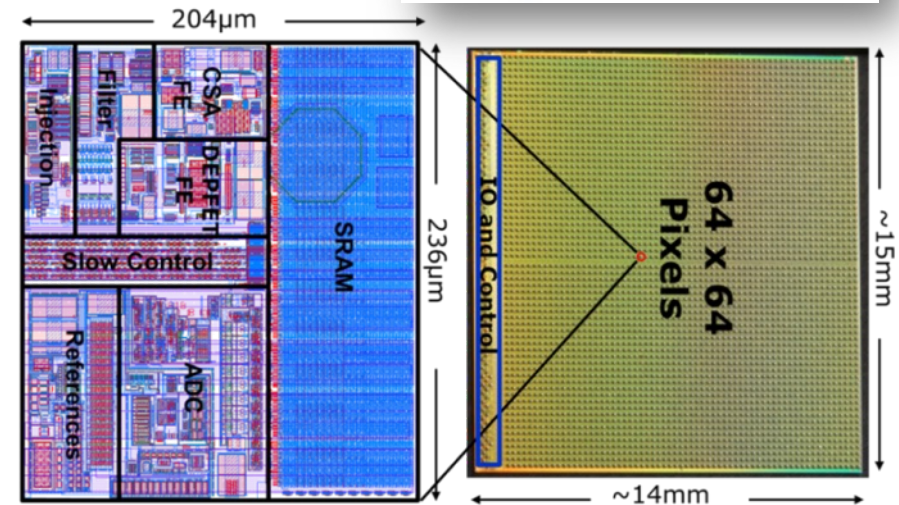 204µm
Injection
Filter
CSA
FE
DEPFET
FE
Slow Control
References
ADC
SRAM
236µm
IO and Control
64 x 64
Pixels
~15mm
~14mm